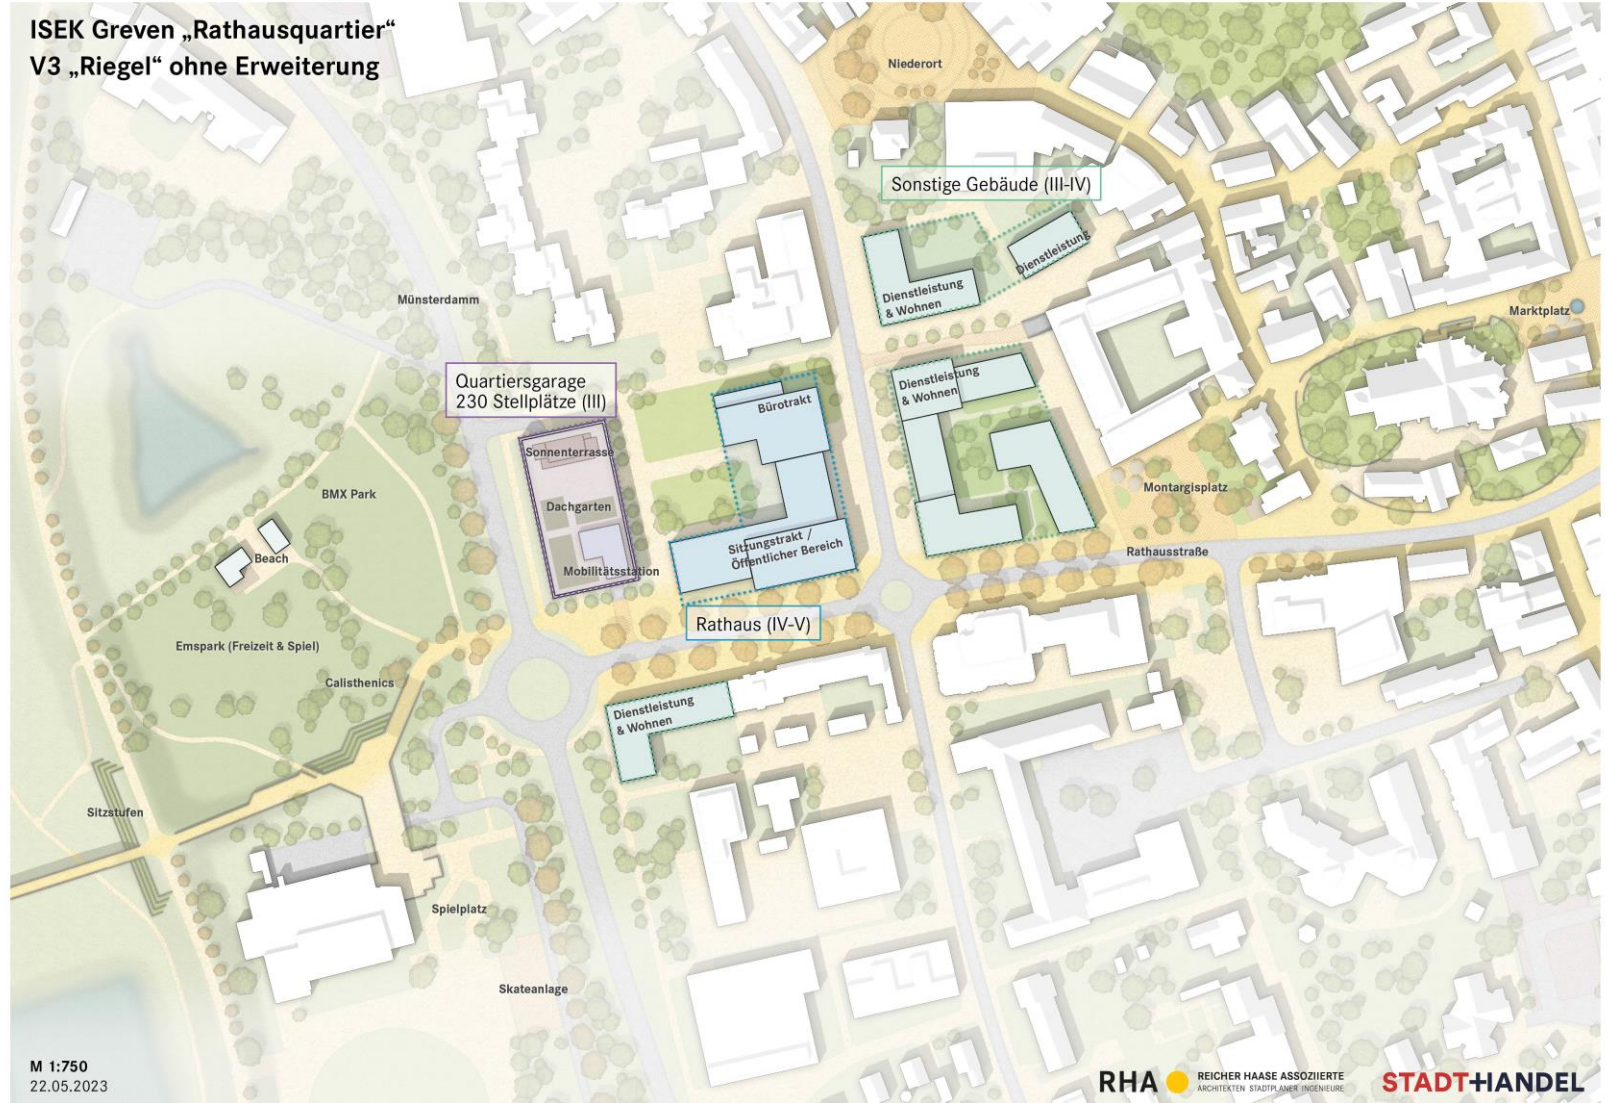 ISEK Greven „Rathausquartier“
V3 „Riegel“ ohne Erweiterung
Niederort
Sonstige Gebäude (III-IV)
Dienstleistung
Dienstleistung
& Wohnen
Münsterdamm
Marktplatz
Quartiersgarage
230 Stellplätze (III)
Dienstleistung
& Wohnen
Bürotrakt
Sonnenterrasse
BMX Park
Montargisplatz
Dachgarten
Sitzungstrakt /
Öffentlicher Bereich
Rathausstraße
Beach
Mobilitätsstation
Rathaus (IV-V)
Emspark (Freizeit & Spiel)
Calisthenics
Dienstleistung
& Wohnen
Sitzstufen
Spielplatz
Skateanlage
M 1:750
22.05.2023
RHA
REICHER HAASE ASSOZIIERTE
ARCHITEKTEN STADTPLANER INGENIEURE
STADT+HANDEL